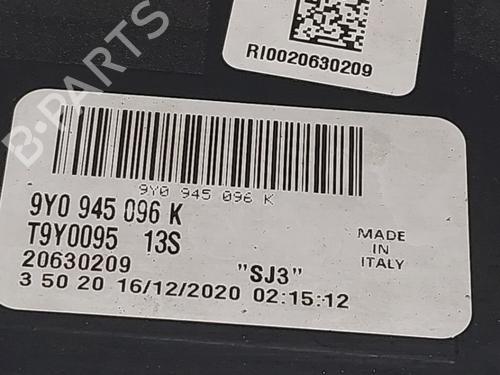 RI0020630209
9Y0 945 096 K
9Y0 945 096 K
T9Y0095 13S
20630209 "SJ3"
3 50 20 16/12/2020 02:15:12
MADE
IN
ITALY
B-PARTS